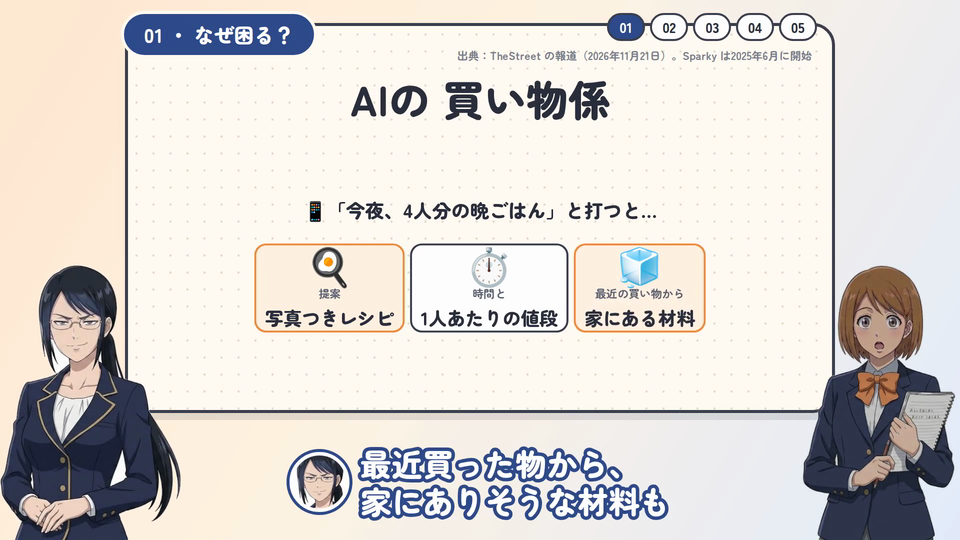 01 ・ なぜ困る？
01 02 03 04 05
出典：TheStreet の報道（2026年11月21日）。Sparky は2025年6月に開始
AIの 買い物係
「今夜、4人分の晩ごはん」と打つと…
提案
写真つきレシピ
時間と
1人あたりの値段
最近の買い物から
家にある材料
最近買った物から、
家にありそうな材料も